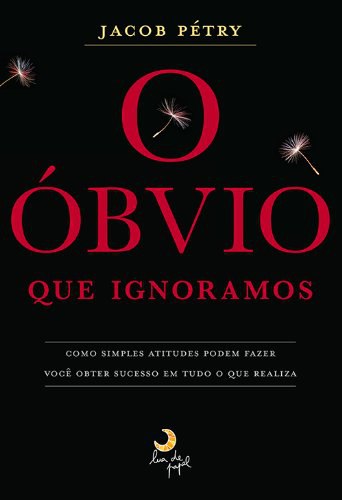 JACOB PÉTRY
O
ÓBVIO
QUE IGNORAMOS
COMO SIMPLES ATITUDES PODEM FAZER
VOCÊ OBTER SUCESSO EM TUDO O QUE REALIZA
lua de
papel